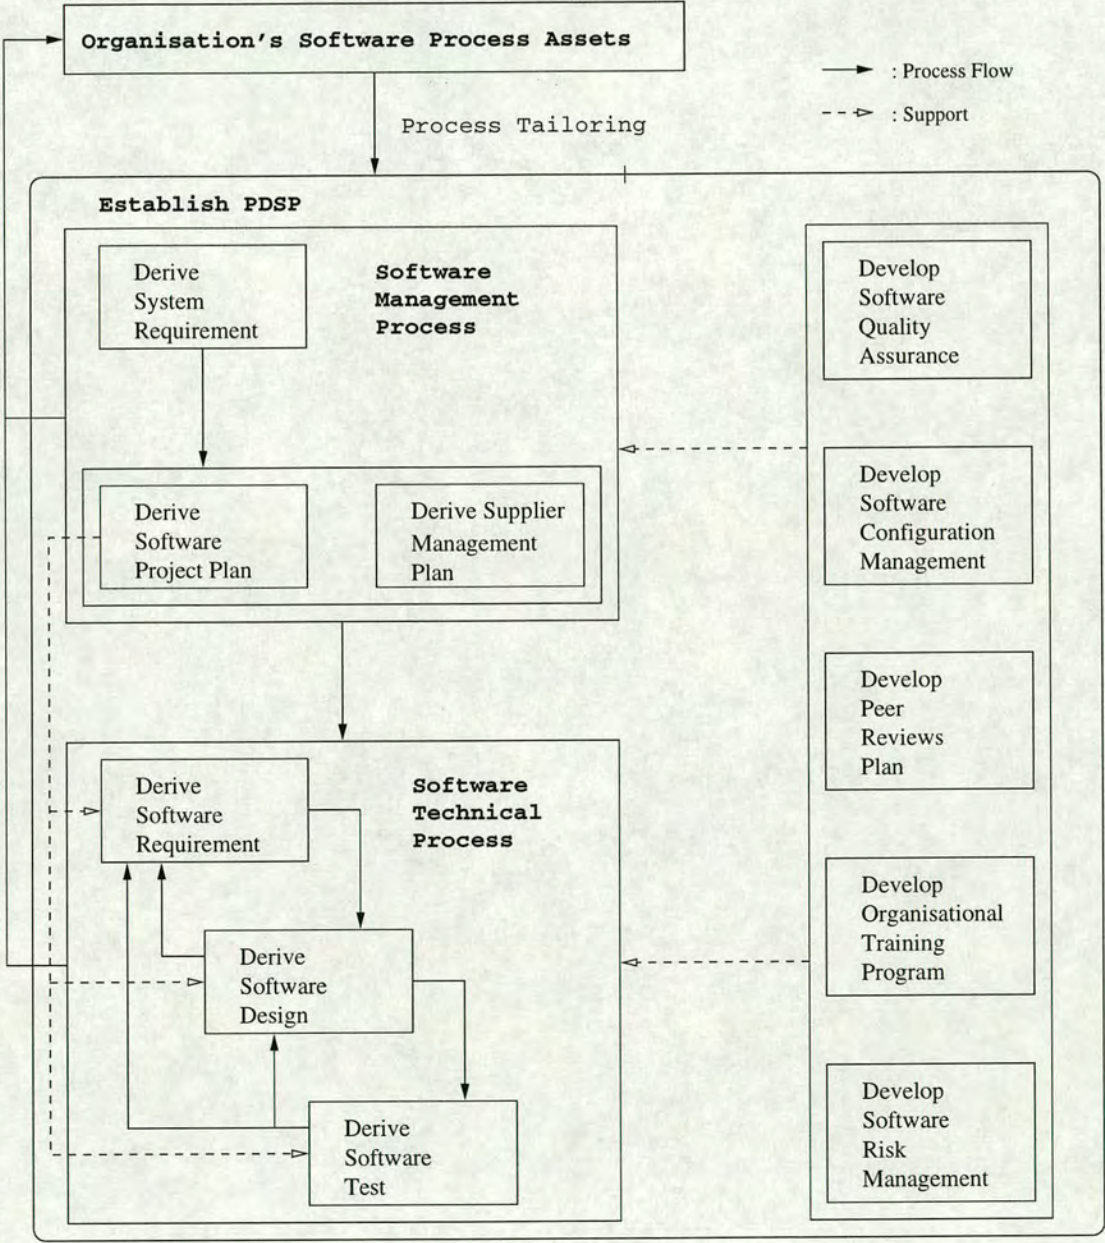 Organisation's Software Process Assets
: Process Flow
: Support
Process Tailoring
Establish PDSP
Derive
System
Requirement
Software
Management
Process
Derive
Software
Project Plan
Derive Supplier
Management
Plan
Derive
Software
Requirement
Software
Technical
Process
Derive
Software
Design
Derive
Software
Test
Develop
Software
Quality
Assurance
Develop
Software
Configuration
Management
Develop
Peer
Reviews
Plan
Develop
Organisational
Training
Program
Develop
Software
Risk
Management